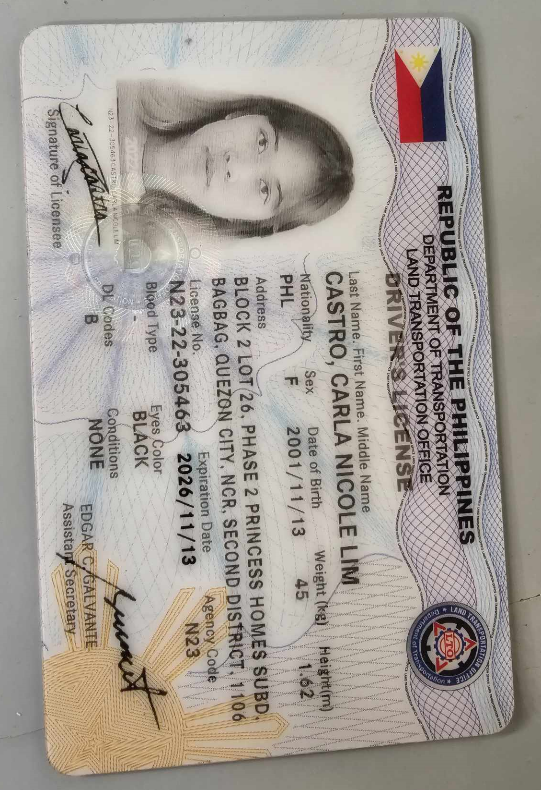 REPUBLIC OF THE PHILIPPINES
DEPARTMENT OF TRANSPORTATION
LAND TRANSPORTATION OFFICE
DRIVER'S LICENSE
LTO
LAND TRANSPORTATION OFFICE
Last Name. First Name. Middle Name
CASTRO, CARLA NICOLE LIM
Nationality Sex Date of Birth Weight (kg) Height(m)
PHL F 2001/11/13 45 1.62
Address
BLOCK 2 LOT 26, PHASE 2 PRINCESS HOMES SUBD,
BAGBAG, QUEZON CITY, NCR, SECOND DISTRICT, 1106
License No. Expiration Date Agency Code
N23-22-305463 2026/11/13 N23
Blood Type Eyes Color
- BLACK
DL Codes Conditions
B NONE
Signature of Licensee
EDGAR C. GALVANTE
Assistant Secretary